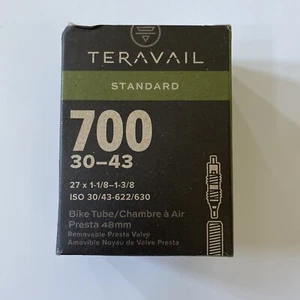 TERAVAIL
STANDARD
700
30–43
27 x 1-1/8–1-3/8
ISO 30/43-622/630
Bike Tube/Chambre à Air
Presta 48mm
Removable Presta Valve
Amovible Noyau de Valve Presta